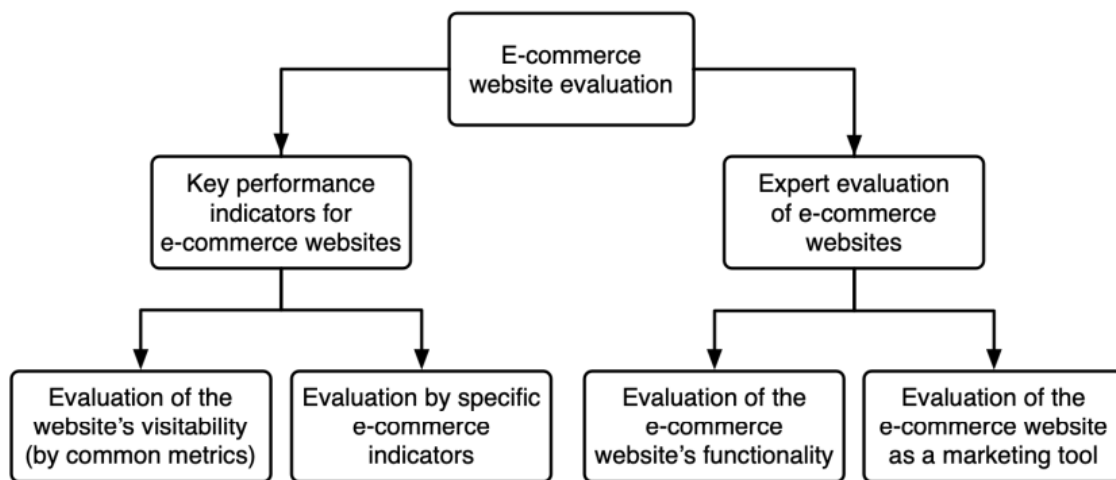 E-commerce
website evaluation
Key performance
indicators for
e-commerce websites
Expert evaluation
of e-commerce
websites
Evaluation of the
website's visitability
(by common metrics)
Evaluation by specific
e-commerce
indicators
Evaluation of the
e-commerce
website's functionality
Evaluation of the
e-commerce website
as a marketing tool